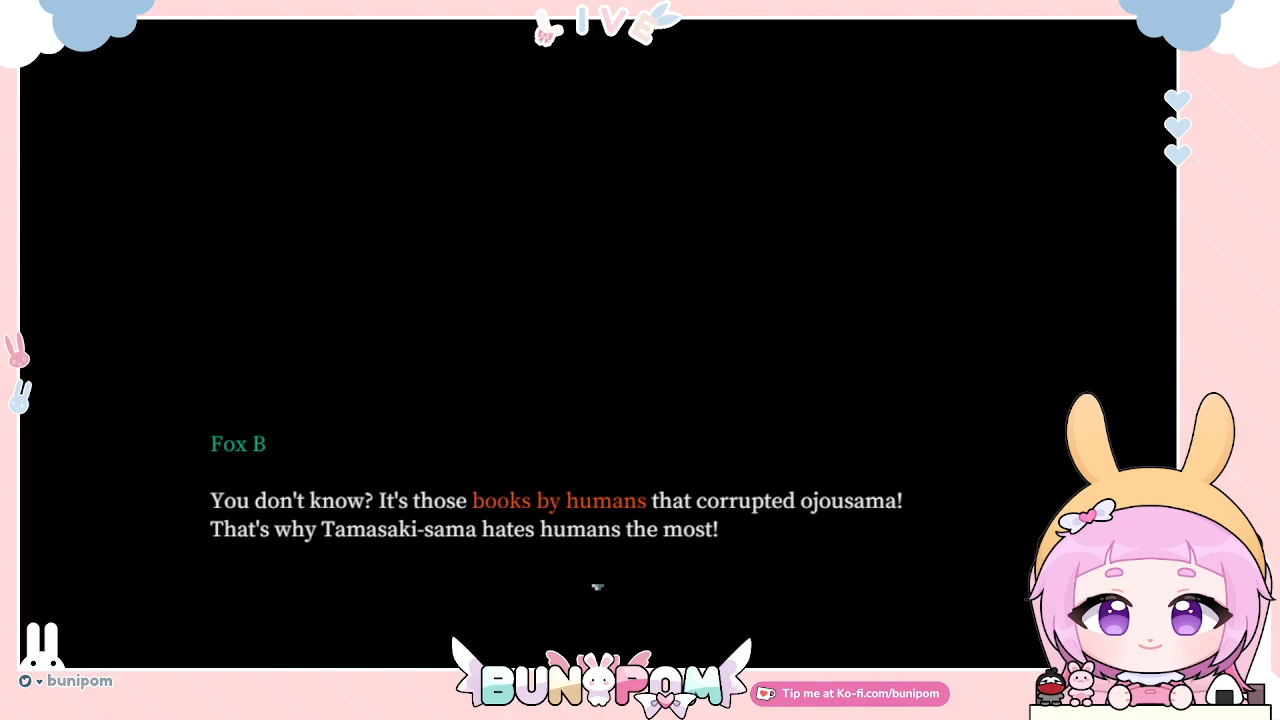 LIVE
Fox B
You don't know? It's those books by humans that corrupted ojousama!
That's why Tamasaki-sama hates humans the most!
bunipom
BUNIPOM
Tip me at Ko-fi.com/bunipom